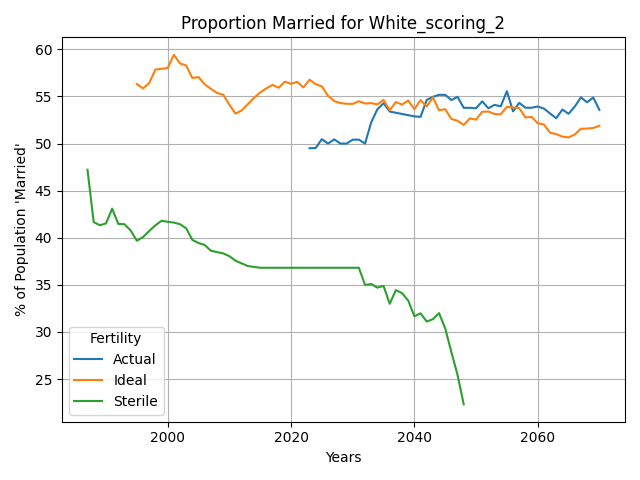 Proportion Married for White_scoring_2
% of Population 'Married'
60
55
50
45
40
35
30
25
Fertility
Actual
Ideal
Sterile
2000
2020
2040
2060
Years